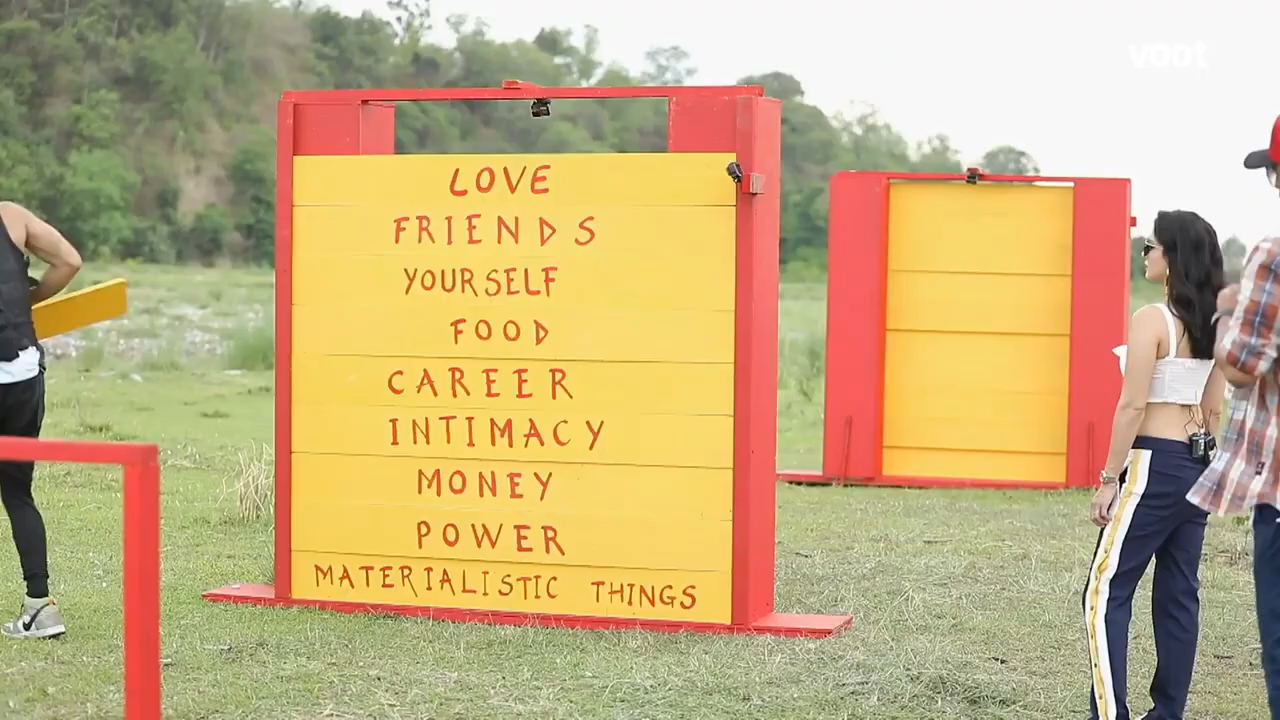 voot
LOVE
FRIENDS
YOURSELF
FOOD
CAREER
INTIMACY
MONEY
POWER
MATERIALISTIC THINGS